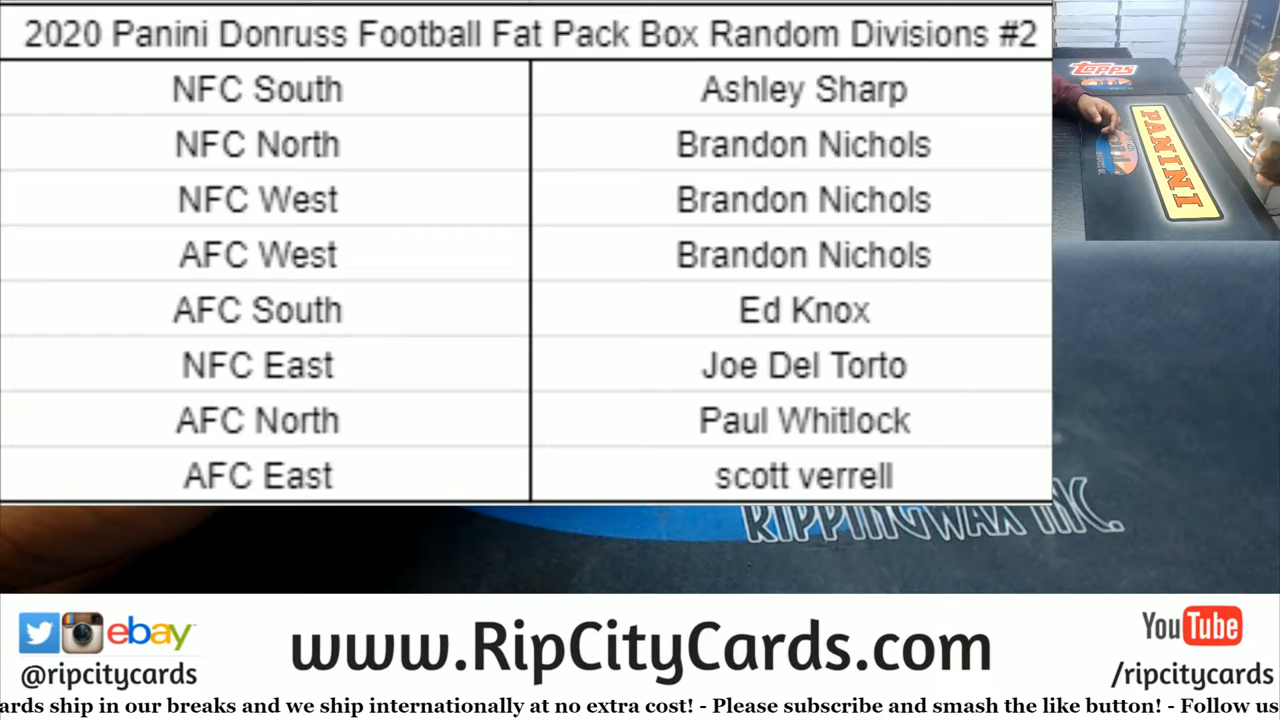 2020 Panini Donruss Football Fat Pack Box Random Divisions #2
NFC South Ashley Sharp
NFC North Brandon Nichols
NFC West Brandon Nichols
AFC West Brandon Nichols
AFC South Ed Knox
NFC East Joe Del Torto
AFC North Paul Whitlock
AFC East scott verrell
Topps
PANINI
RIPPINGWAX INC.
ebay
@ripcitycards
www.RipCityCards.com
YouTube
/ripcitycards
ards ship in our breaks and we ship internationally at no extra cost! - Please subscribe and smash the like button! - Follow us